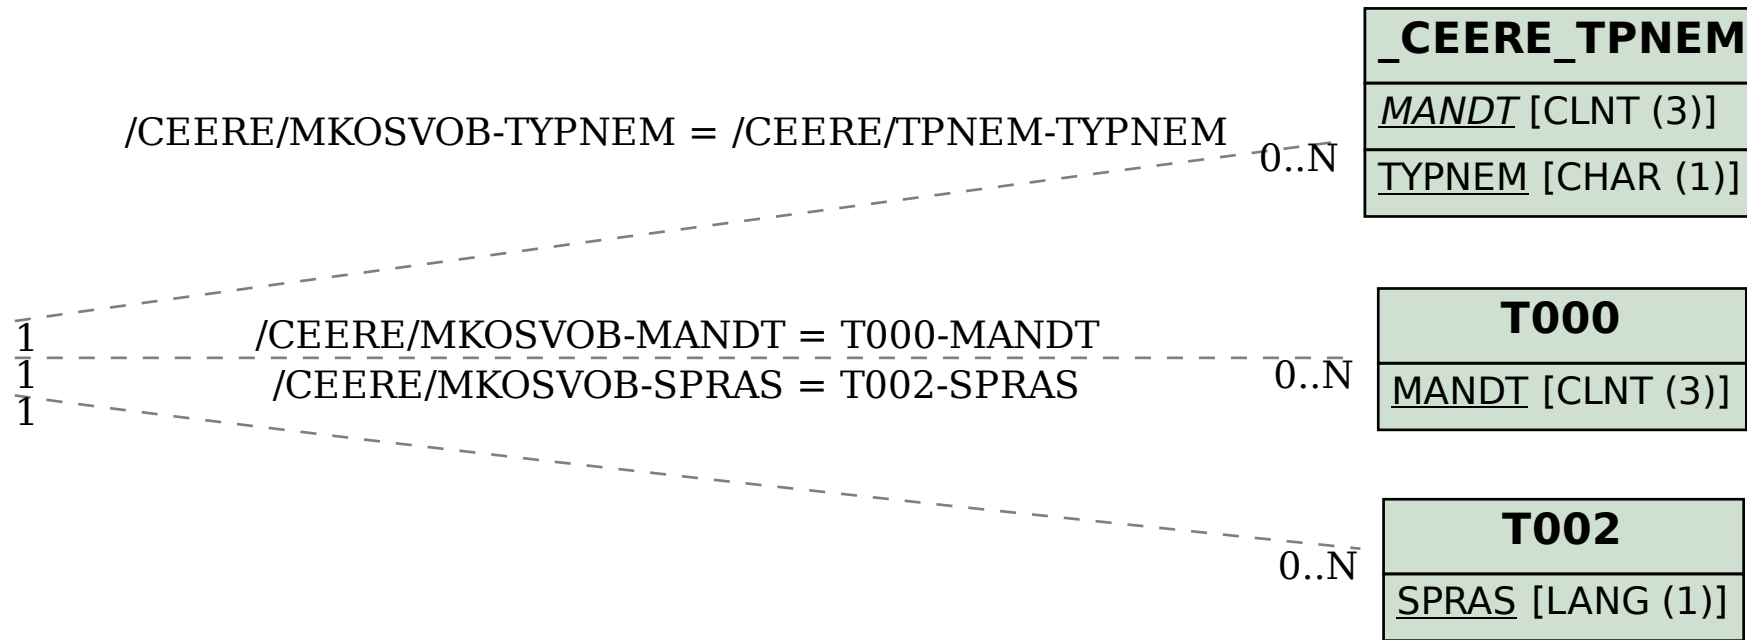 _CEERE_TPNEM
MANDT [CLNT (3)]
TYPNEM [CHAR (1)]
/CEERE/MKOSVOB-TYPNEM = /CEERE/TPNEM-TYPNEM
0..N
1
/CEERE/MKOSVOB-MANDT = T000-MANDT
T000
MANDT [CLNT (3)]
1
0..N
/CEERE/MKOSVOB-SPRAS = T002-SPRAS
1
0..N
T002
SPRAS [LANG (1)]